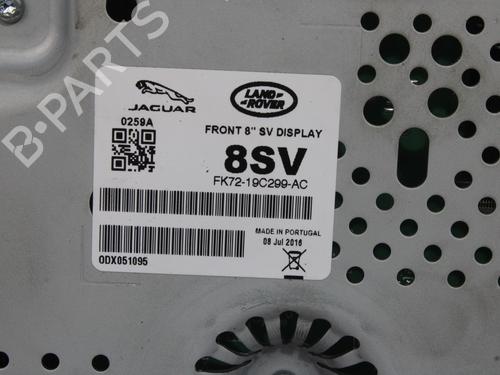 JAGUAR
LAND
ROVER
0259A
FRONT 8" SV DISPLAY
8SV
FK72-19C299-AC
MADE IN PORTUGAL
08 Jul 2016
ODX051095
B-PARTS